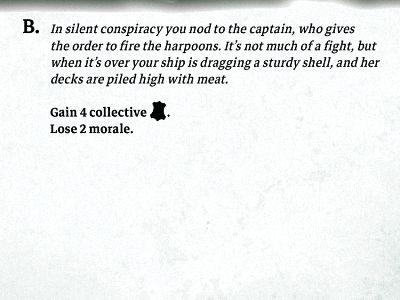 B. In silent conspiracy you nod to the captain, who gives
the order to fire the harpoons. It's not much of a fight, but
when it's over your ship is dragging a sturdy shell, and her
decks are piled high with meat.
Gain 4 collective .
Lose 2 morale.